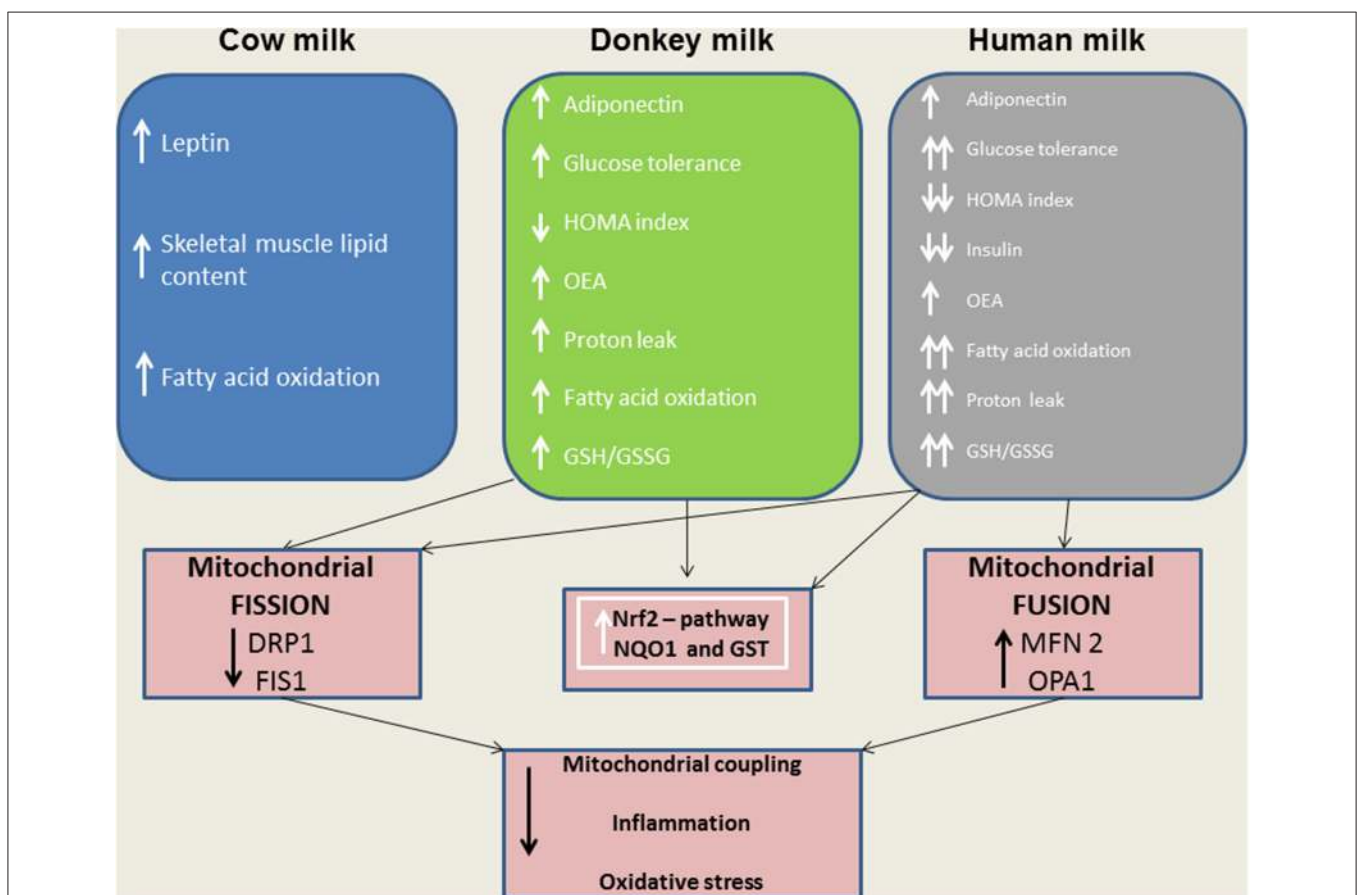 Cow milk
Leptin
Skeletal muscle lipid
content
Fatty acid oxidation
Donkey milk
Adiponectin
Glucose tolerance
HOMA index
OEA
Proton leak
Fatty acid oxidation
GSH/GSSG
Human milk
Adiponectin
Glucose tolerance
HOMA index
Insulin
OEA
Fatty acid oxidation
Proton leak
GSH/GSSG
Mitochondrial
FISSION
DRP1
FIS1
Nrf2 – pathway
NQO1 and GST
Mitochondrial
FUSION
MFN 2
OPA1
Mitochondrial coupling
Inflammation
Oxidative stress